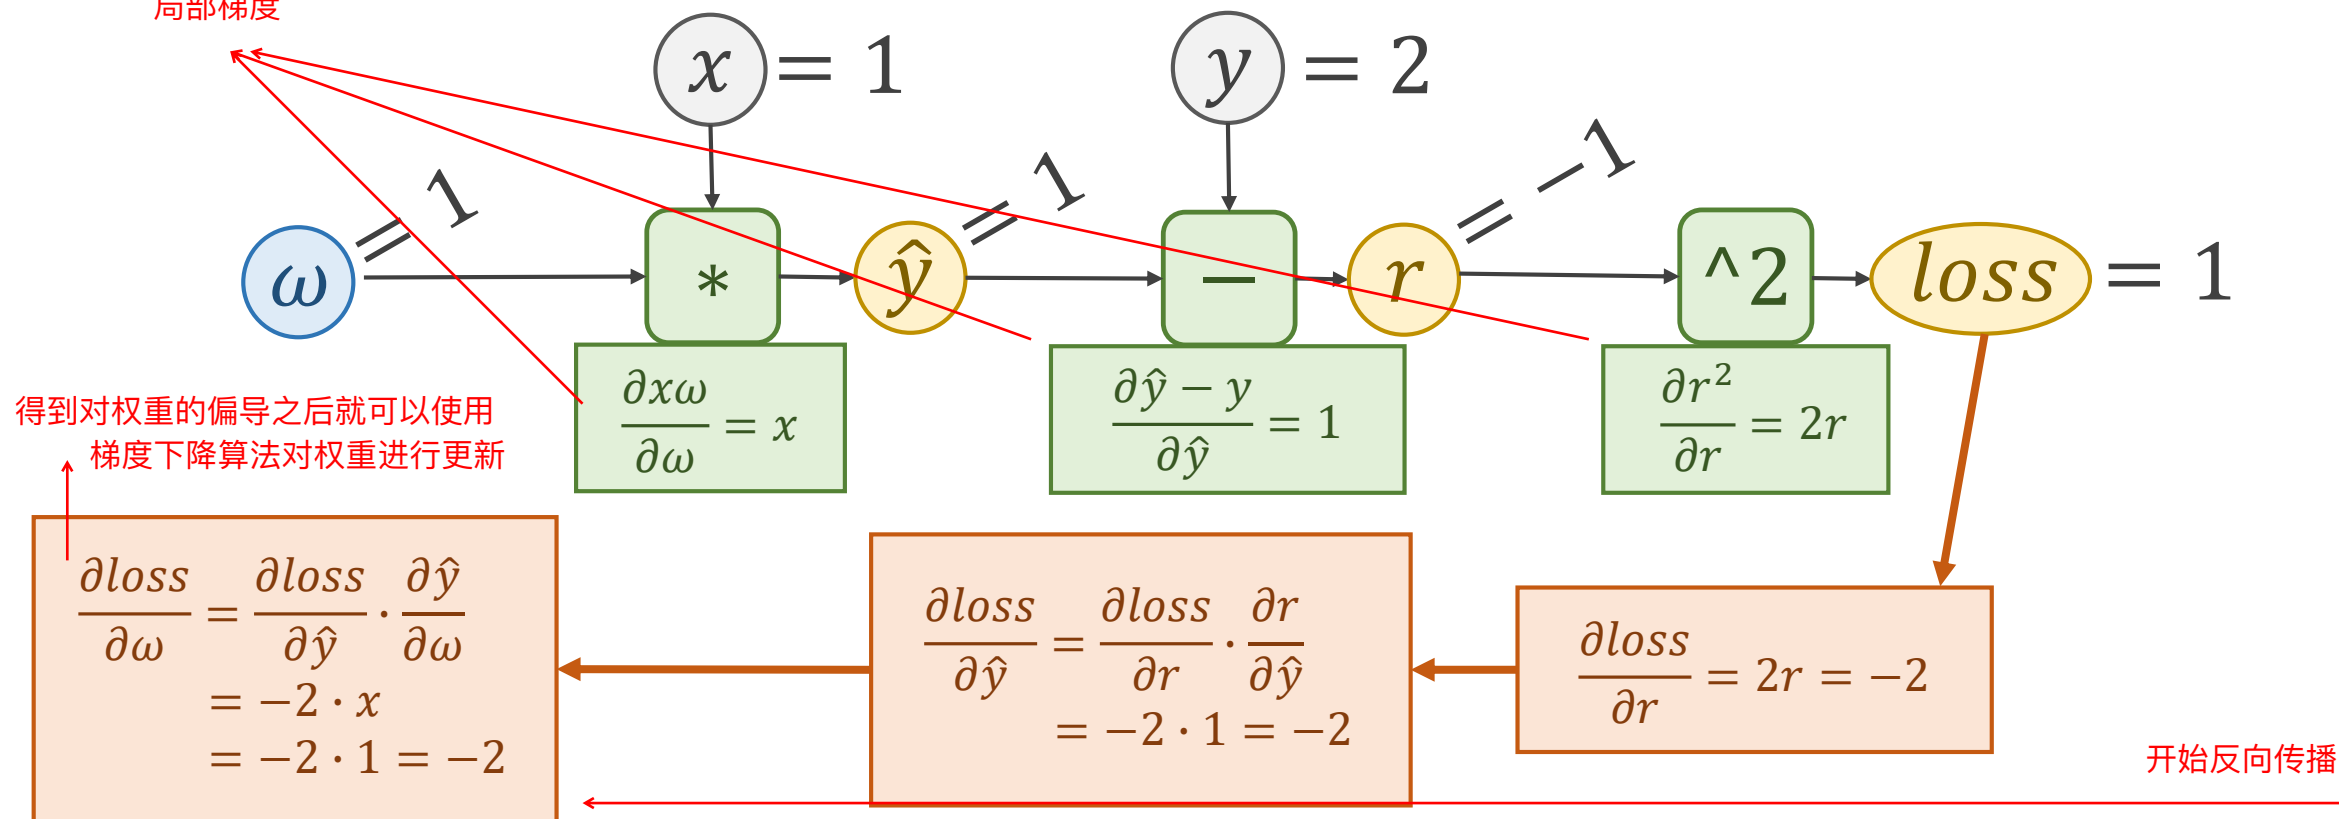 局部梯度
x = 1
y = 2
ω = 1
*
ŷ = 1
−
r = −1
^2
loss = 1
∂xω/∂ω = x
∂ŷ − y/∂ŷ = 1
∂r²/∂r = 2r
得到对权重的偏导之后就可以使用
梯度下降算法对权重进行更新
∂loss/∂ω = ∂loss/∂ŷ · ∂ŷ/∂ω
= −2 · x
= −2 · 1 = −2
∂loss/∂ŷ = ∂loss/∂r · ∂r/∂ŷ
= −2 · 1 = −2
∂loss/∂r = 2r = −2
开始反向传播